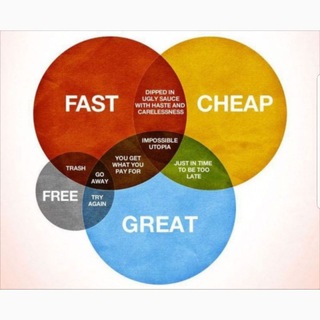 FAST
DIPPED IN
UGLY SAUCE
WITH HASTE AND
CARELESSNESS
CHEAP
IMPOSSIBLE
UTOPIA
TRASH
GO
AWAY
YOU GET
WHAT YOU
PAY FOR
JUST IN TIME
TO BE TOO
LATE
FREE
TRY
AGAIN
GREAT